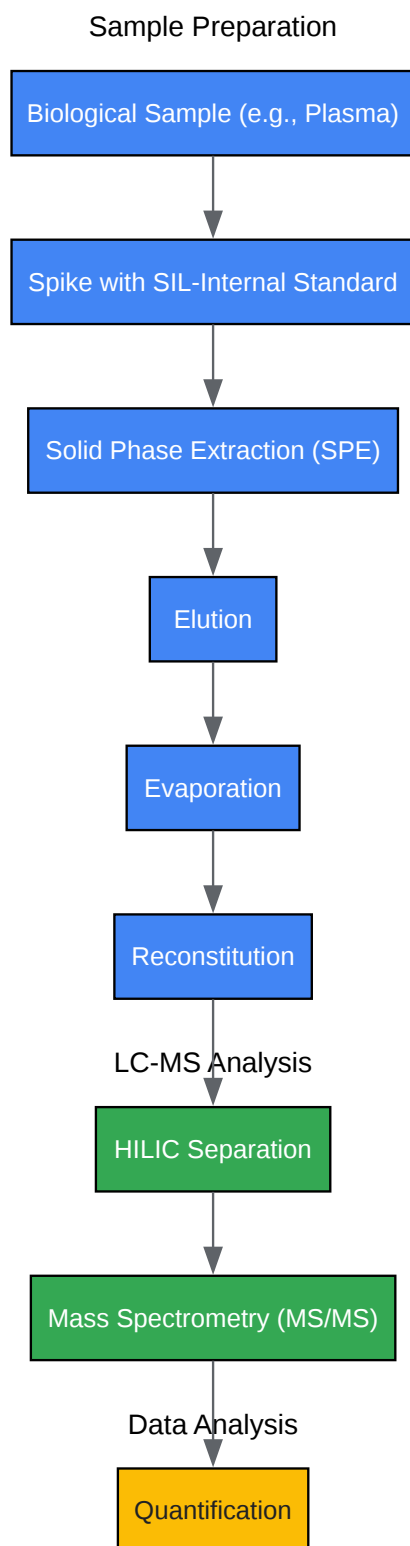 Sample Preparation
Biological Sample (e.g., Plasma)
Spike with SIL-Internal Standard
Solid Phase Extraction (SPE)
Elution
Evaporation
Reconstitution
LC-MS Analysis
HILIC Separation
Mass Spectrometry (MS/MS)
Data Analysis
Quantification